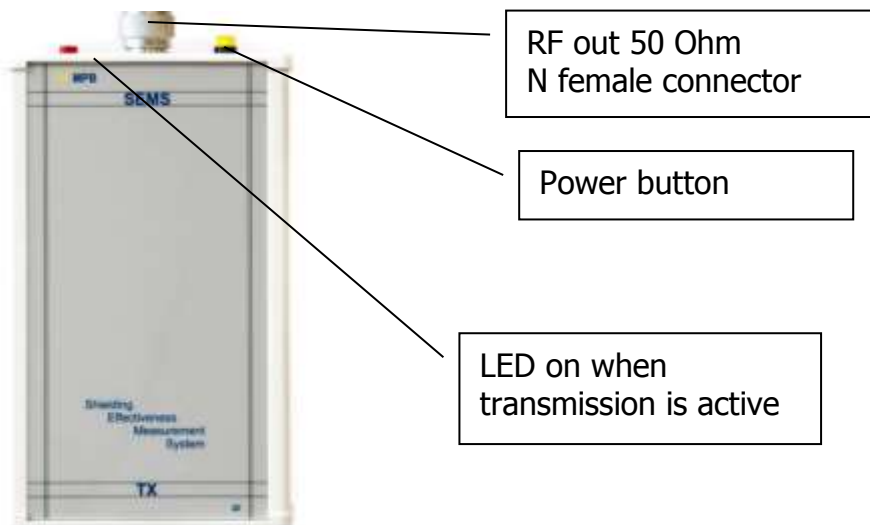 RF out 50 Ohm
N female connector
MPB
SEMS
Power button
LED on when
transmission is active
Shielding
Effectiveness
Measurement
System
TX